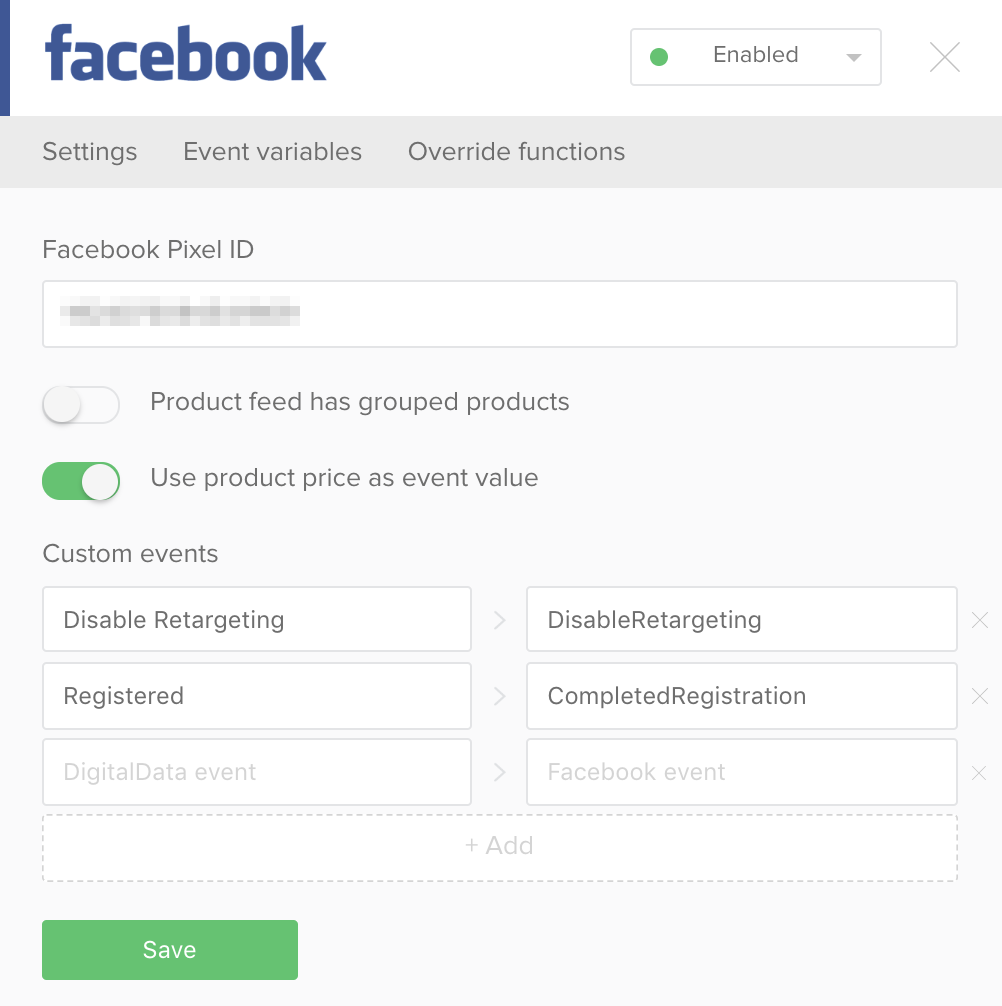 facebook
Enabled
Settings Event variables Override functions
Facebook Pixel ID
Product feed has grouped products
Use product price as event value
Custom events
Disable Retargeting > DisableRetargeting
Registered > CompletedRegistration
DigitalData event > Facebook event
+ Add
Save